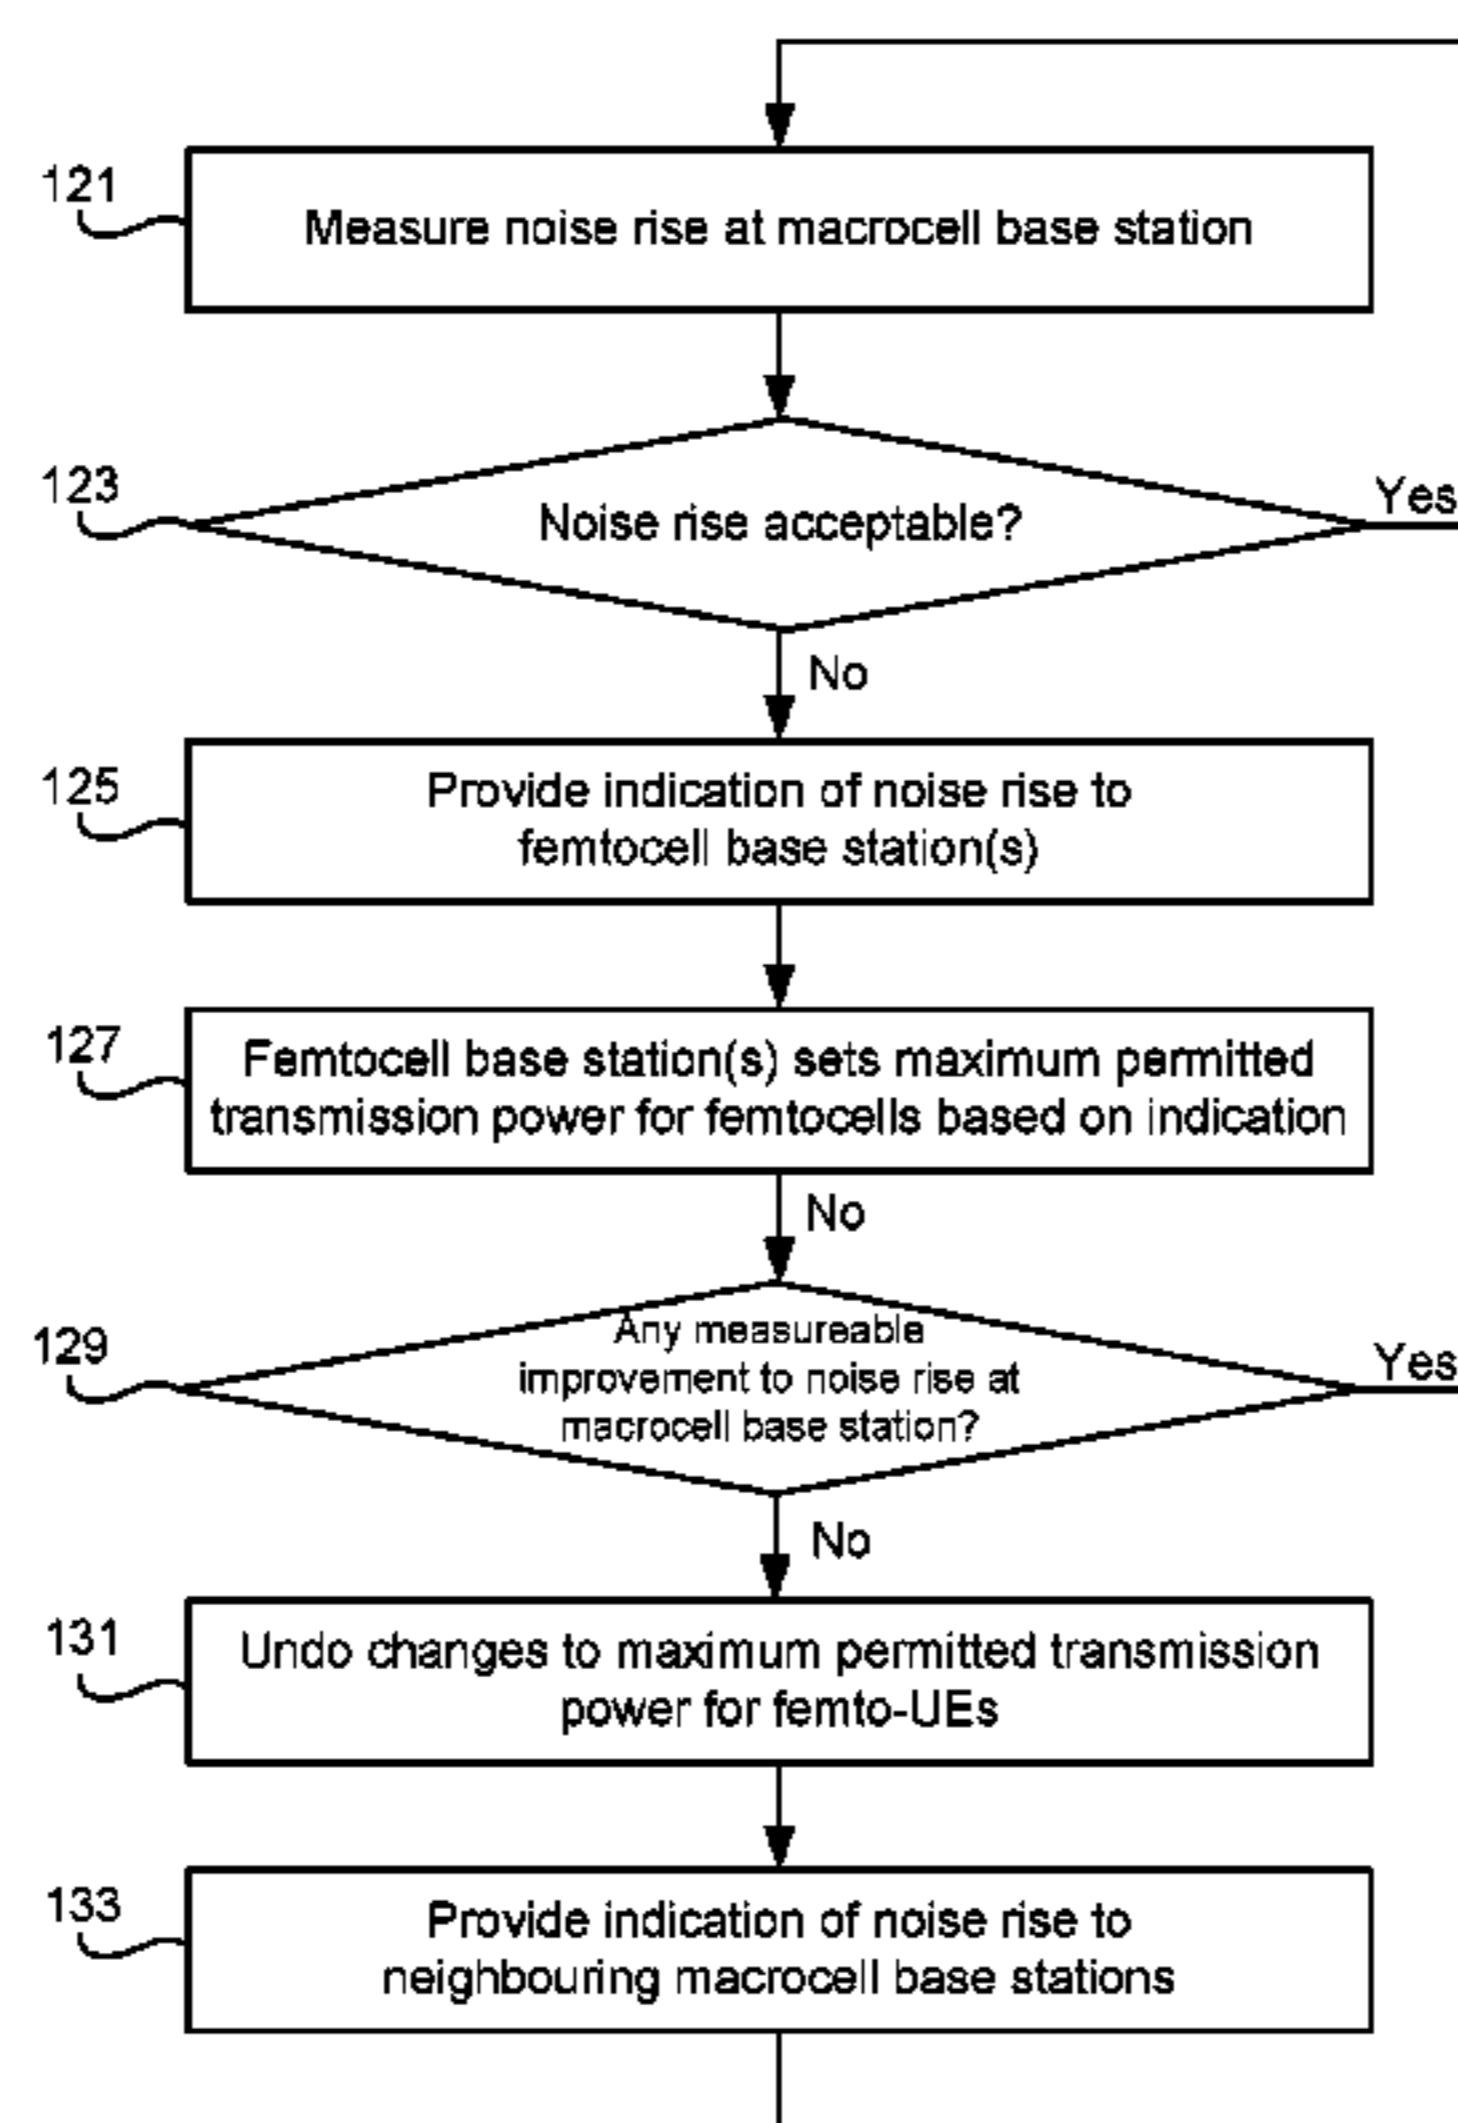 121
Measure noise rise at macrocell base station
123
Noise rise acceptable?
Yes
No
125
Provide indication of noise rise to
femtocell base station(s)
127
Femtocell base station(s) sets maximum permitted
transmission power for femtocells based on indication
No
129
Any measureable
improvement to noise rise at
macrocell base station?
Yes
No
131
Undo changes to maximum permitted transmission
power for femto-UEs
133
Provide indication of noise rise to
neighbouring macrocell base stations